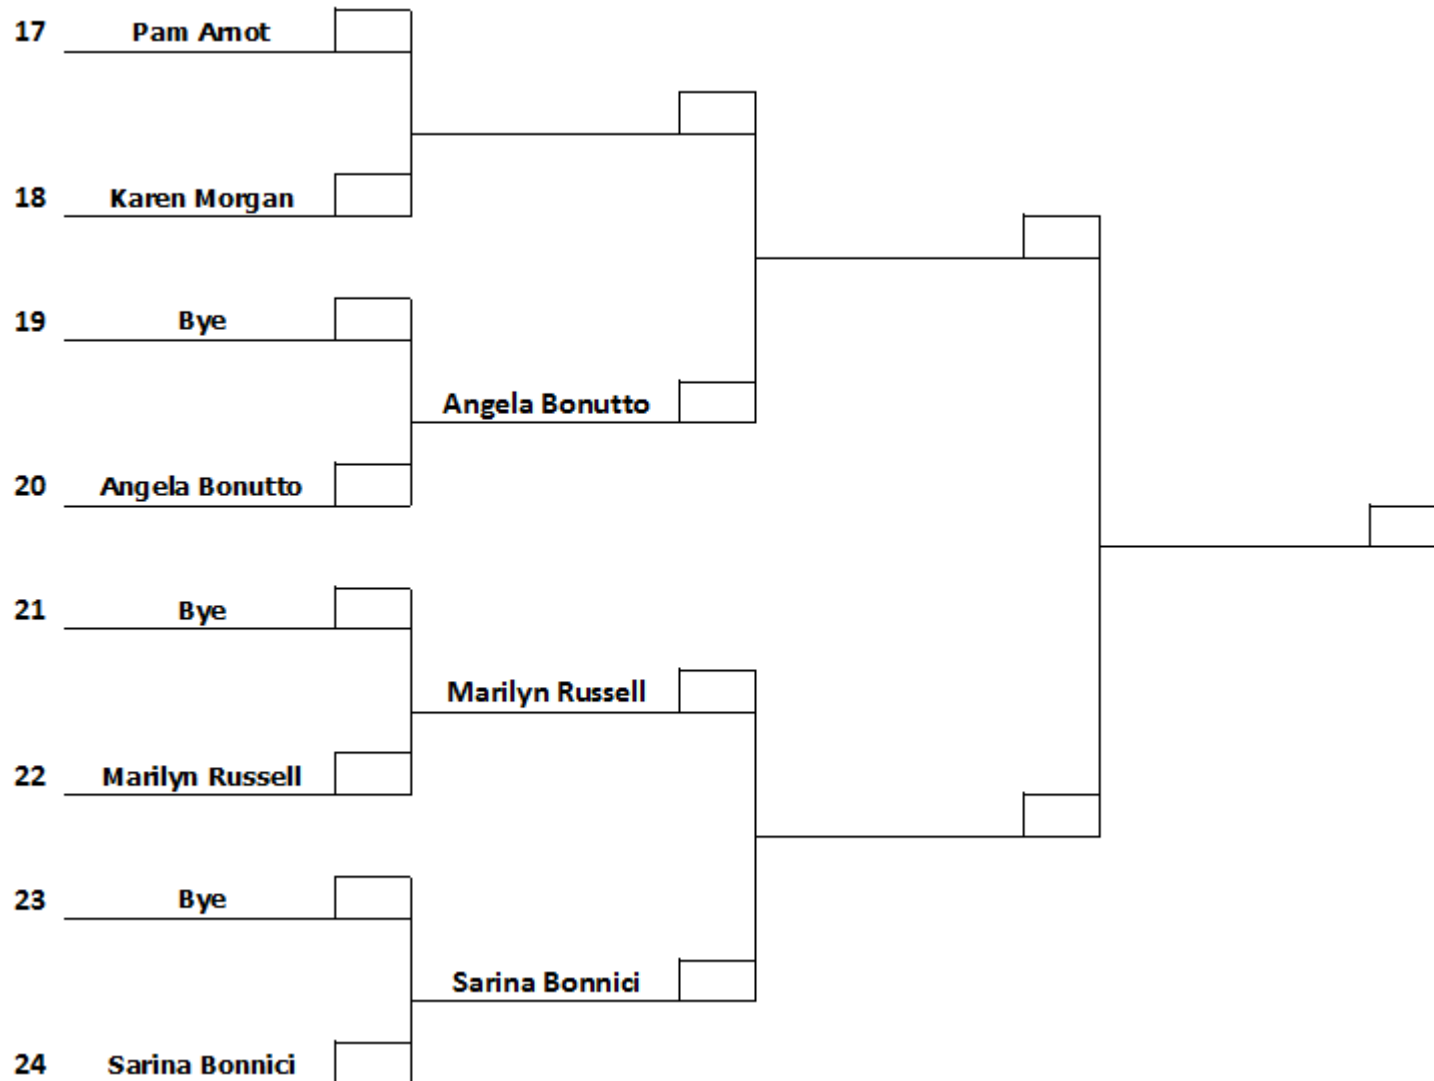 17 Pam Arnot
18 Karen Morgan
19 Bye
Angela Bonutto
20 Angela Bonutto
21 Bye
Marilyn Russell
22 Marilyn Russell
23 Bye
Sarina Bonnici
24 Sarina Bonnici